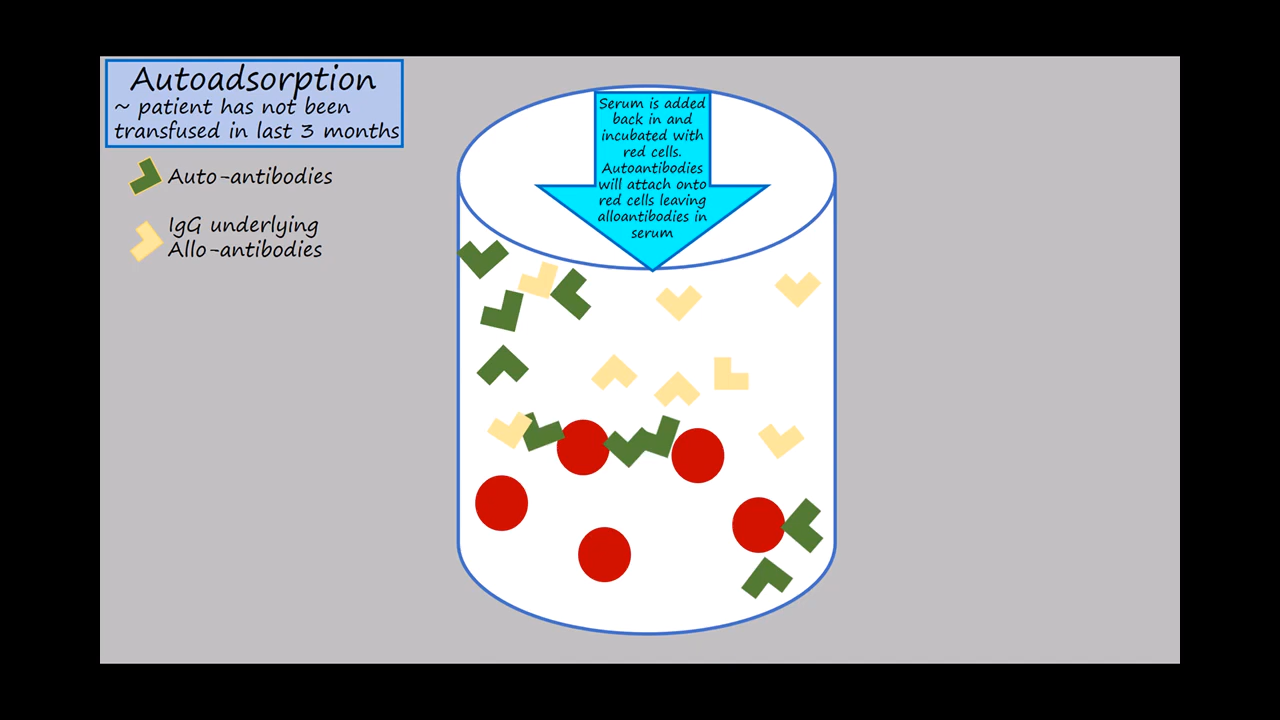 Autoadsorption
~ patient has not been
transfused in last 3 months
Auto-antibodies
IgG underlying
Allo-antibodies
Serum is added
back in and
incubated with
red cells.
Autoantibodies
will attach onto
red cells leaving
alloantibodies in
serum